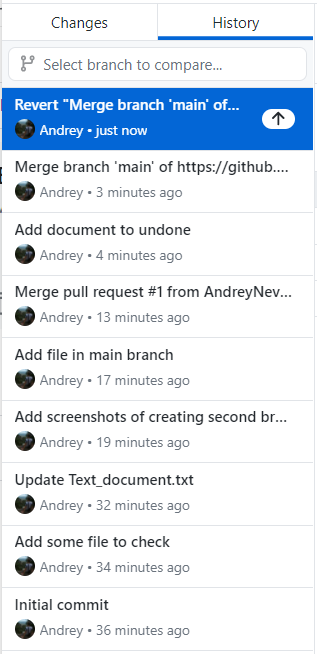 Changes
History
Select branch to compare...
Revert "Merge branch 'main' of...
Andrey • just now
Merge branch 'main' of https://github....
Andrey • 3 minutes ago
Add document to undone
Andrey • 4 minutes ago
Merge pull request #1 from AndreyNev...
Andrey • 13 minutes ago
Add file in main branch
Andrey • 17 minutes ago
Add screenshots of creating second br...
Andrey • 19 minutes ago
Update Text_document.txt
Andrey • 32 minutes ago
Add some file to check
Andrey • 34 minutes ago
Initial commit
Andrey • 36 minutes ago